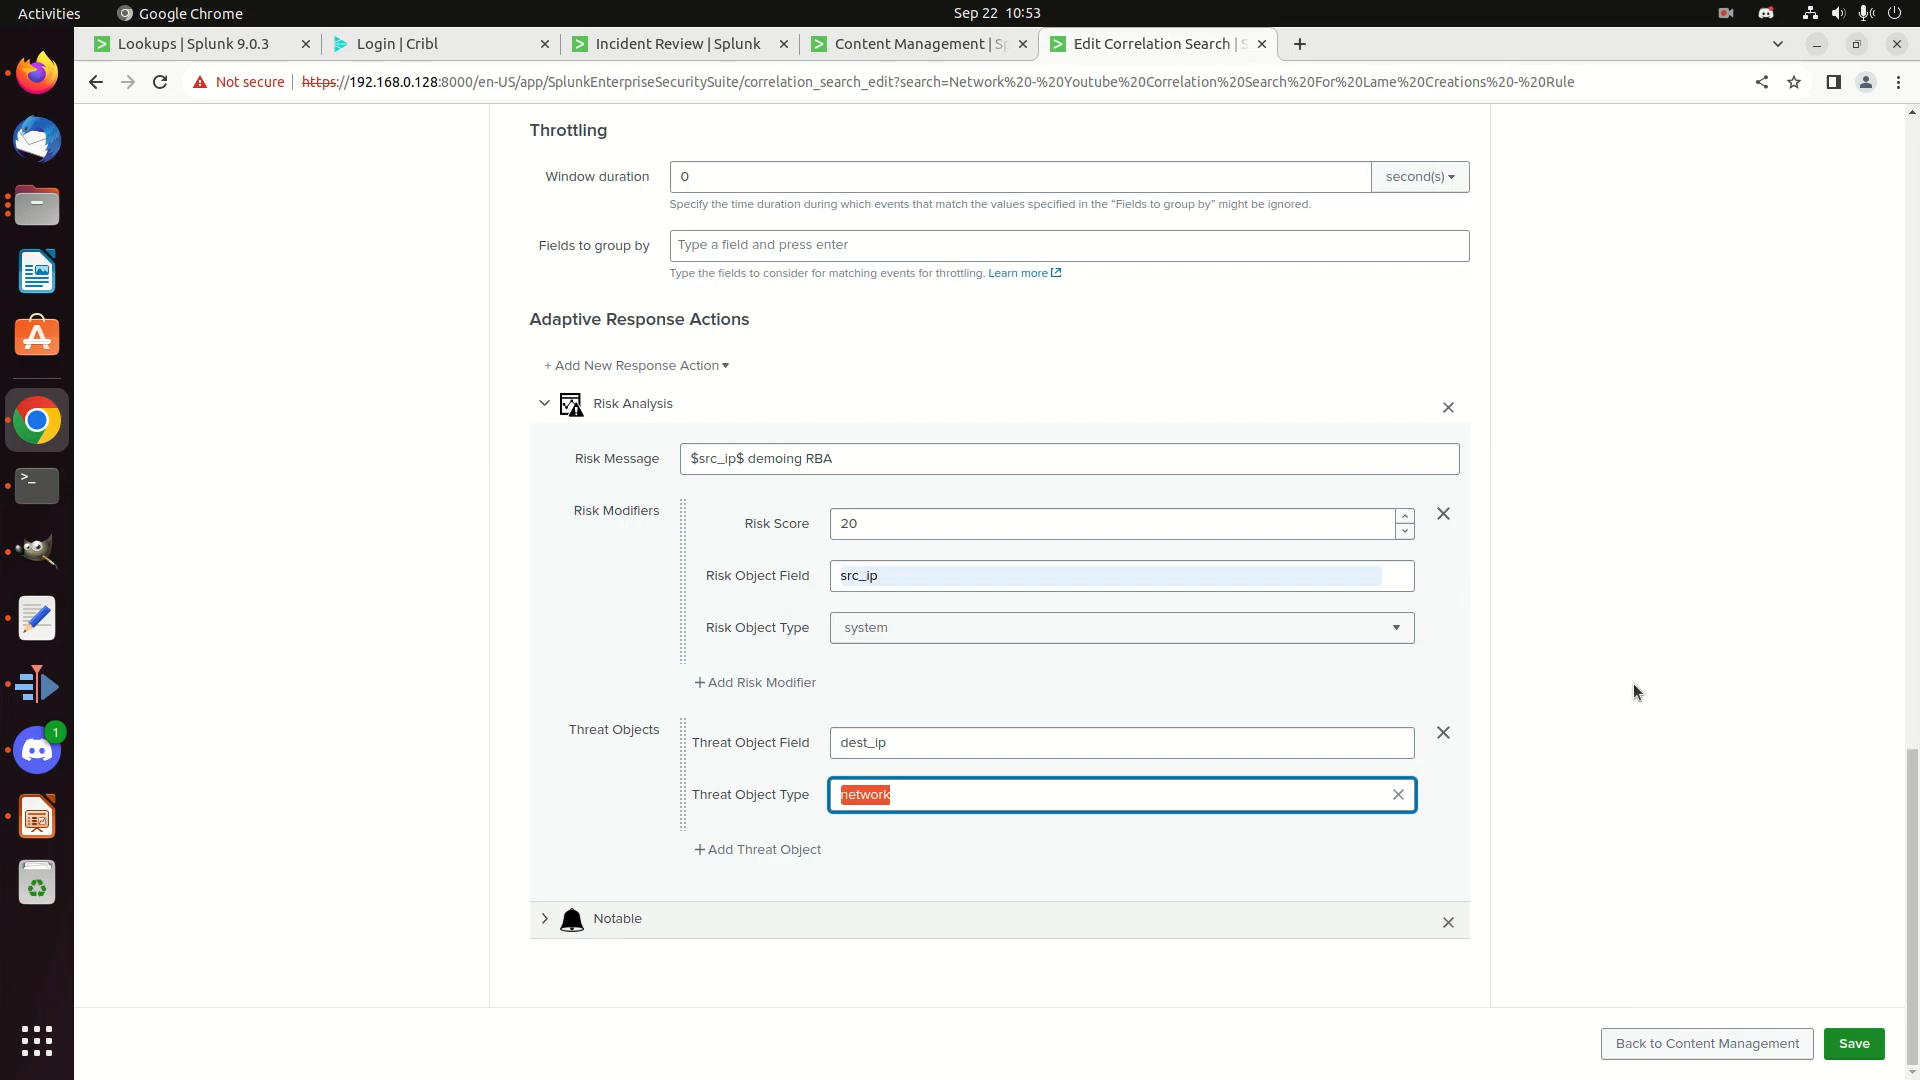 Activities
Google Chrome
Sep 22 10:53
Lookups | Splunk 9.0.3
Login | Cribl
Incident Review | Splunk
Content Management | Sp
Edit Correlation Search | S
Not secure
https://192.168.0.128:8000/en-US/app/SplunkEnterpriseSecuritySuite/correlation_search_edit?search=Network%20-%20Youtube%20Correlation%20Search%20For%20Lame%20Creations%20-%20Rule
Throttling
Window duration
0
second(s)
Specify the time duration during which events that match the values specified in the “Fields to group by” might be ignored.
Fields to group by
Type a field and press enter
Type the fields to consider for matching events for throttling. Learn more
Adaptive Response Actions
+ Add New Response Action
Risk Analysis
Risk Message
$src_ip$ demoing RBA
Risk Modifiers
Risk Score
20
Risk Object Field
src_ip
Risk Object Type
system
+ Add Risk Modifier
Threat Objects
Threat Object Field
dest_ip
Threat Object Type
network
+ Add Threat Object
Notable
1
Back to Content Management
Save